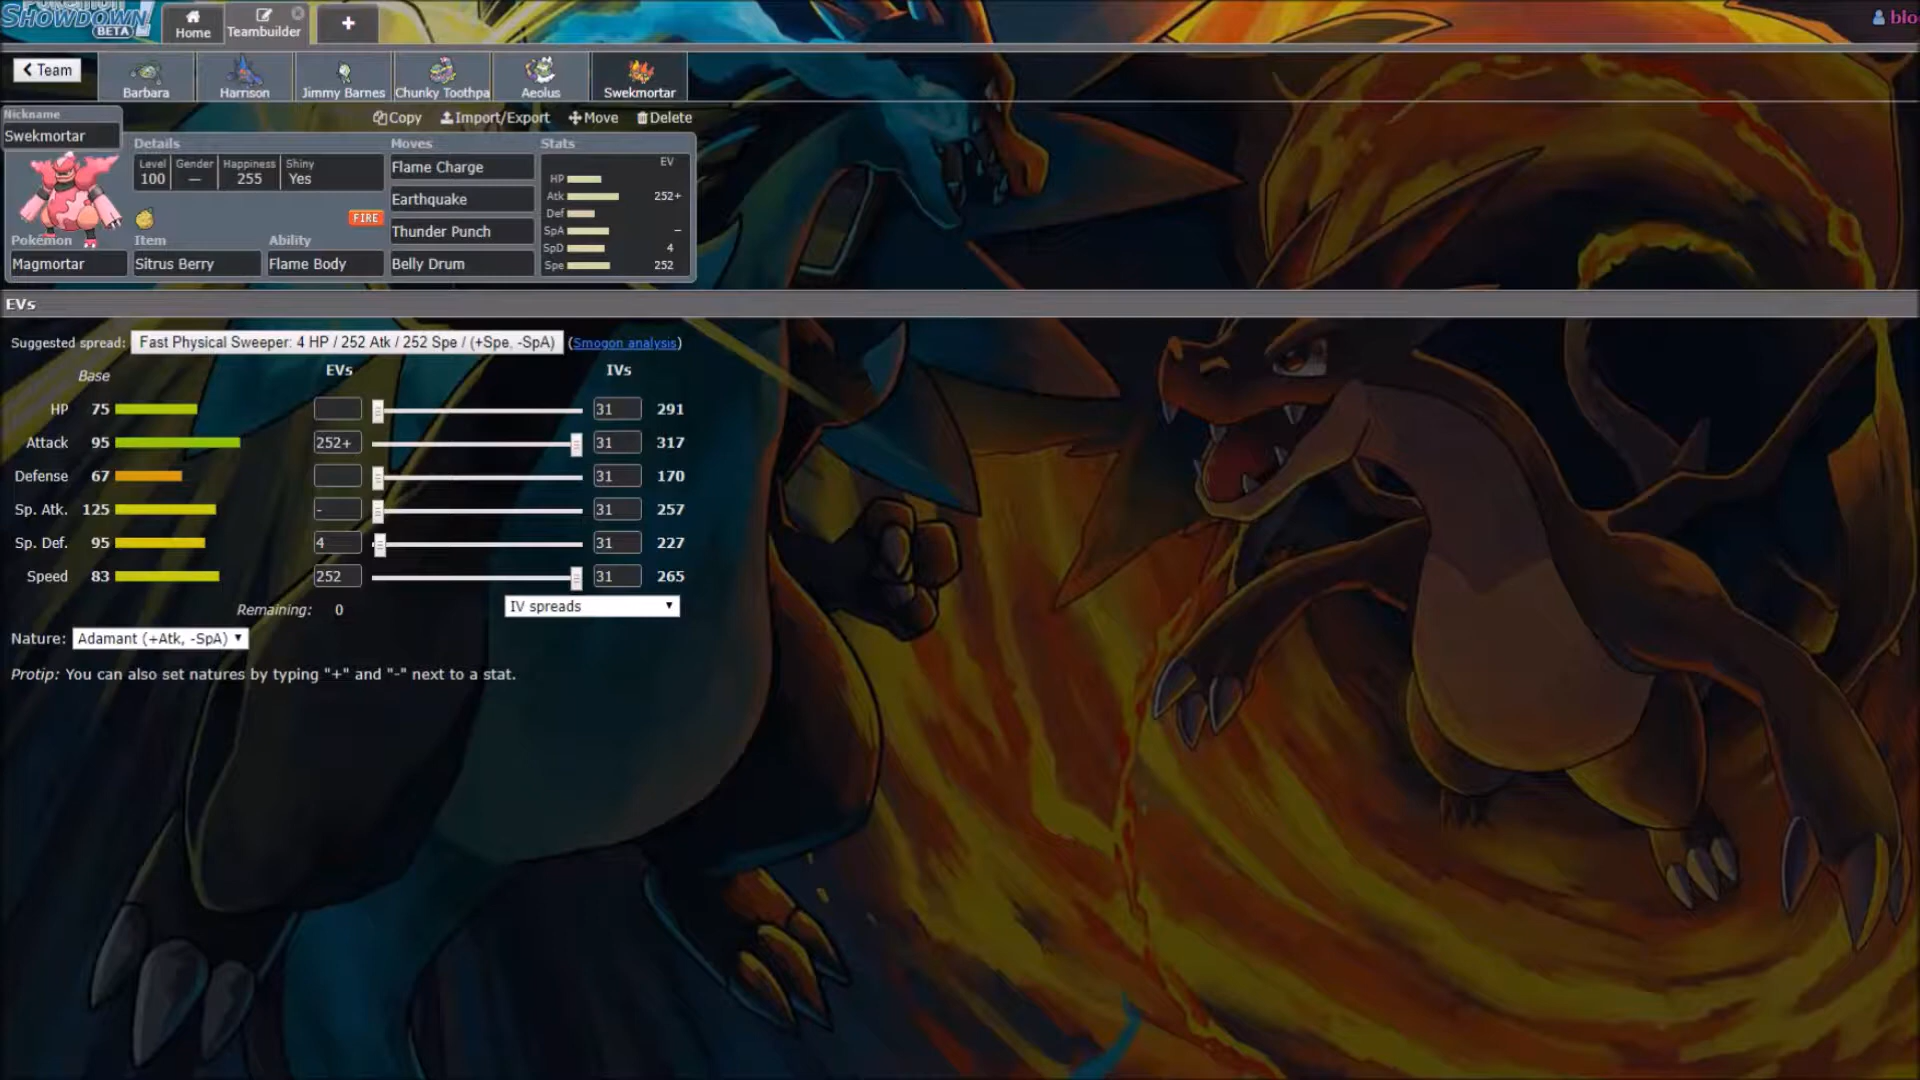 Pokémon
SHOWDOWN
BETA
Home
Teambuilder
+
blo
Team
Barbara
Harrison
Jimmy Barnes
Chunky Toothpa
Aeolus
Swekmortar
Copy
Import/Export
Move
Delete
Nickname
Swekmortar
Details
Level
100
Gender
—
Happiness
255
Shiny
Yes
FIRE
Pokémon
Magmortar
Item
Sitrus Berry
Ability
Flame Body
Moves
Flame Charge
Earthquake
Thunder Punch
Belly Drum
Stats
EV
HP
Atk 252+
Def
SpA –
SpD 4
Spe 252
EVs
Suggested spread: Fast Physical Sweeper: 4 HP / 252 Atk / 252 Spe / (+Spe, -SpA) (Smogon analysis)
Base EVs IVs
HP 75 31 291
Attack 95 252+ 31 317
Defense 67 31 170
Sp. Atk. 125 - 31 257
Sp. Def. 95 4 31 227
Speed 83 252 31 265
Remaining: 0
IV spreads
Nature: Adamant (+Atk, -SpA)
Protip: You can also set natures by typing "+" and "-" next to a stat.